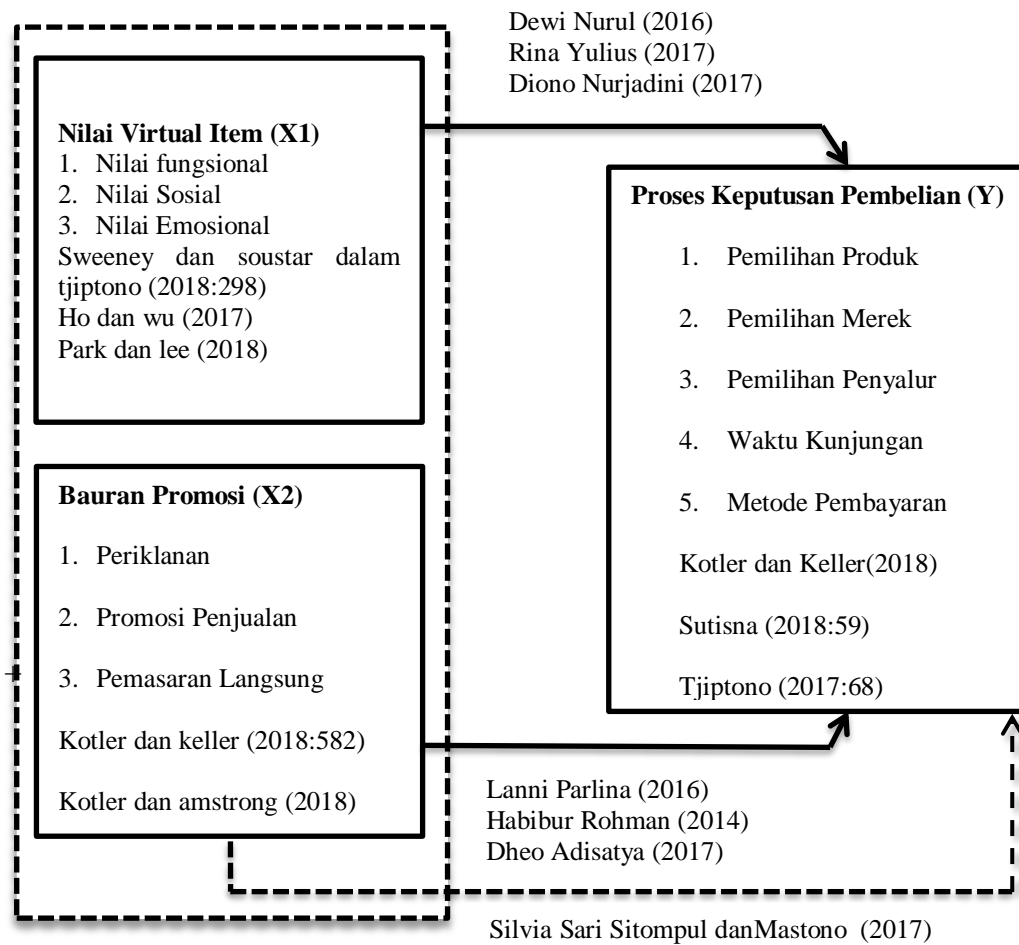 Dewi Nurul (2016)
Rina Yulius (2017)
Diono Nurjadini (2017)
Nilai Virtual Item (X1)
1. Nilai fungsional
2. Nilai Sosial
3. Nilai Emosional
Sweeney dan soustar dalam
tjiptono (2018:298)
Ho dan wu (2017)
Park dan lee (2018)
Proses Keputusan Pembelian (Y)
1. Pemilihan Produk
2. Pemilihan Merek
3. Pemilihan Penyalur
4. Waktu Kunjungan
5. Metode Pembayaran
Kotler dan Keller(2018)
Sutisna (2018:59)
Tjiptono (2017:68)
Bauran Promosi (X2)
1. Periklanan
2. Promosi Penjualan
3. Pemasaran Langsung
Kotler dan keller (2018:582)
Kotler dan amstrong (2018)
Lanni Parlina (2016)
Habibur Rohman (2014)
Dheo Adisatya (2017)
Silvia Sari Sitompul danMastono (2017)